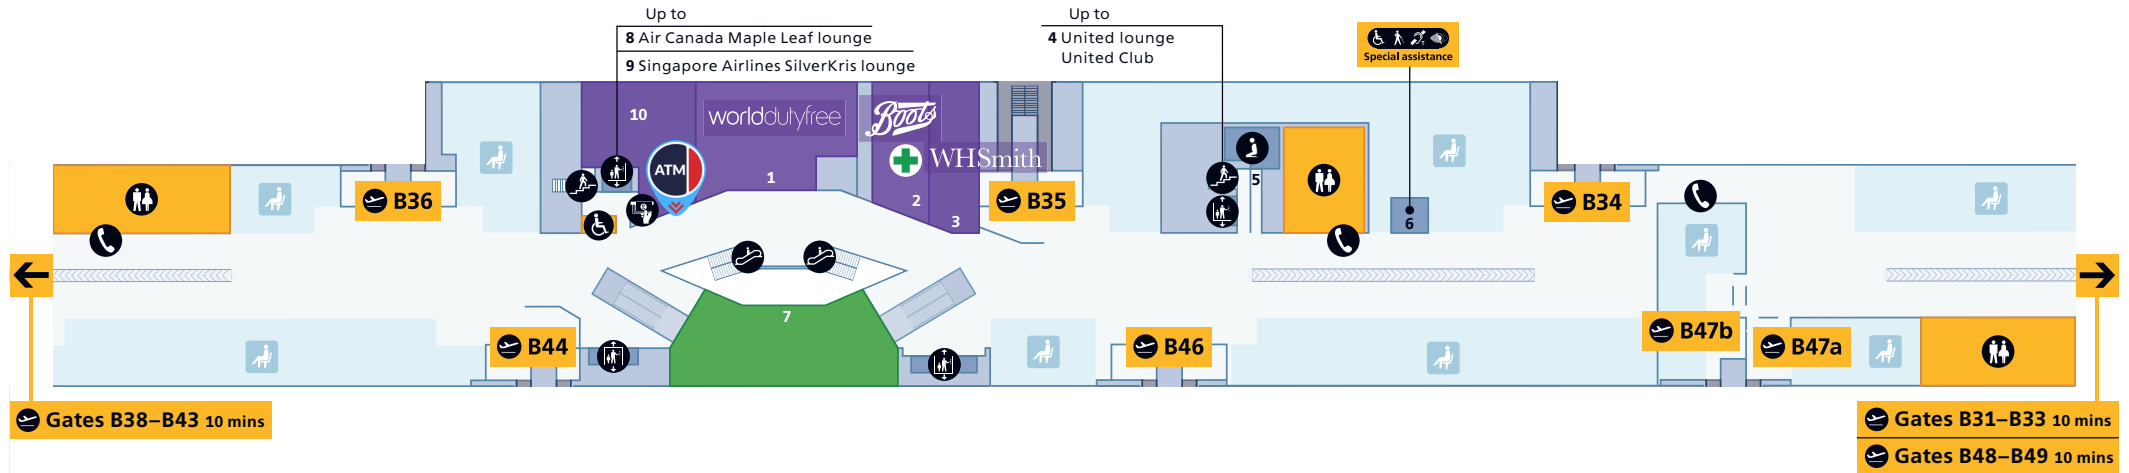 Up to
8 Air Canada Maple Leaf lounge
9 Singapore Airlines SilverKris lounge
Up to
4 United lounge
United Club
Special assistance
10
worlddutyfree
Boots
WHSmith
ATM
1
2
3
5
6
B36
B35
B34
7
B44
B46
B47b
B47a
Gates B38–B43 10 mins
Gates B31–B33 10 mins
Gates B48–B49 10 mins